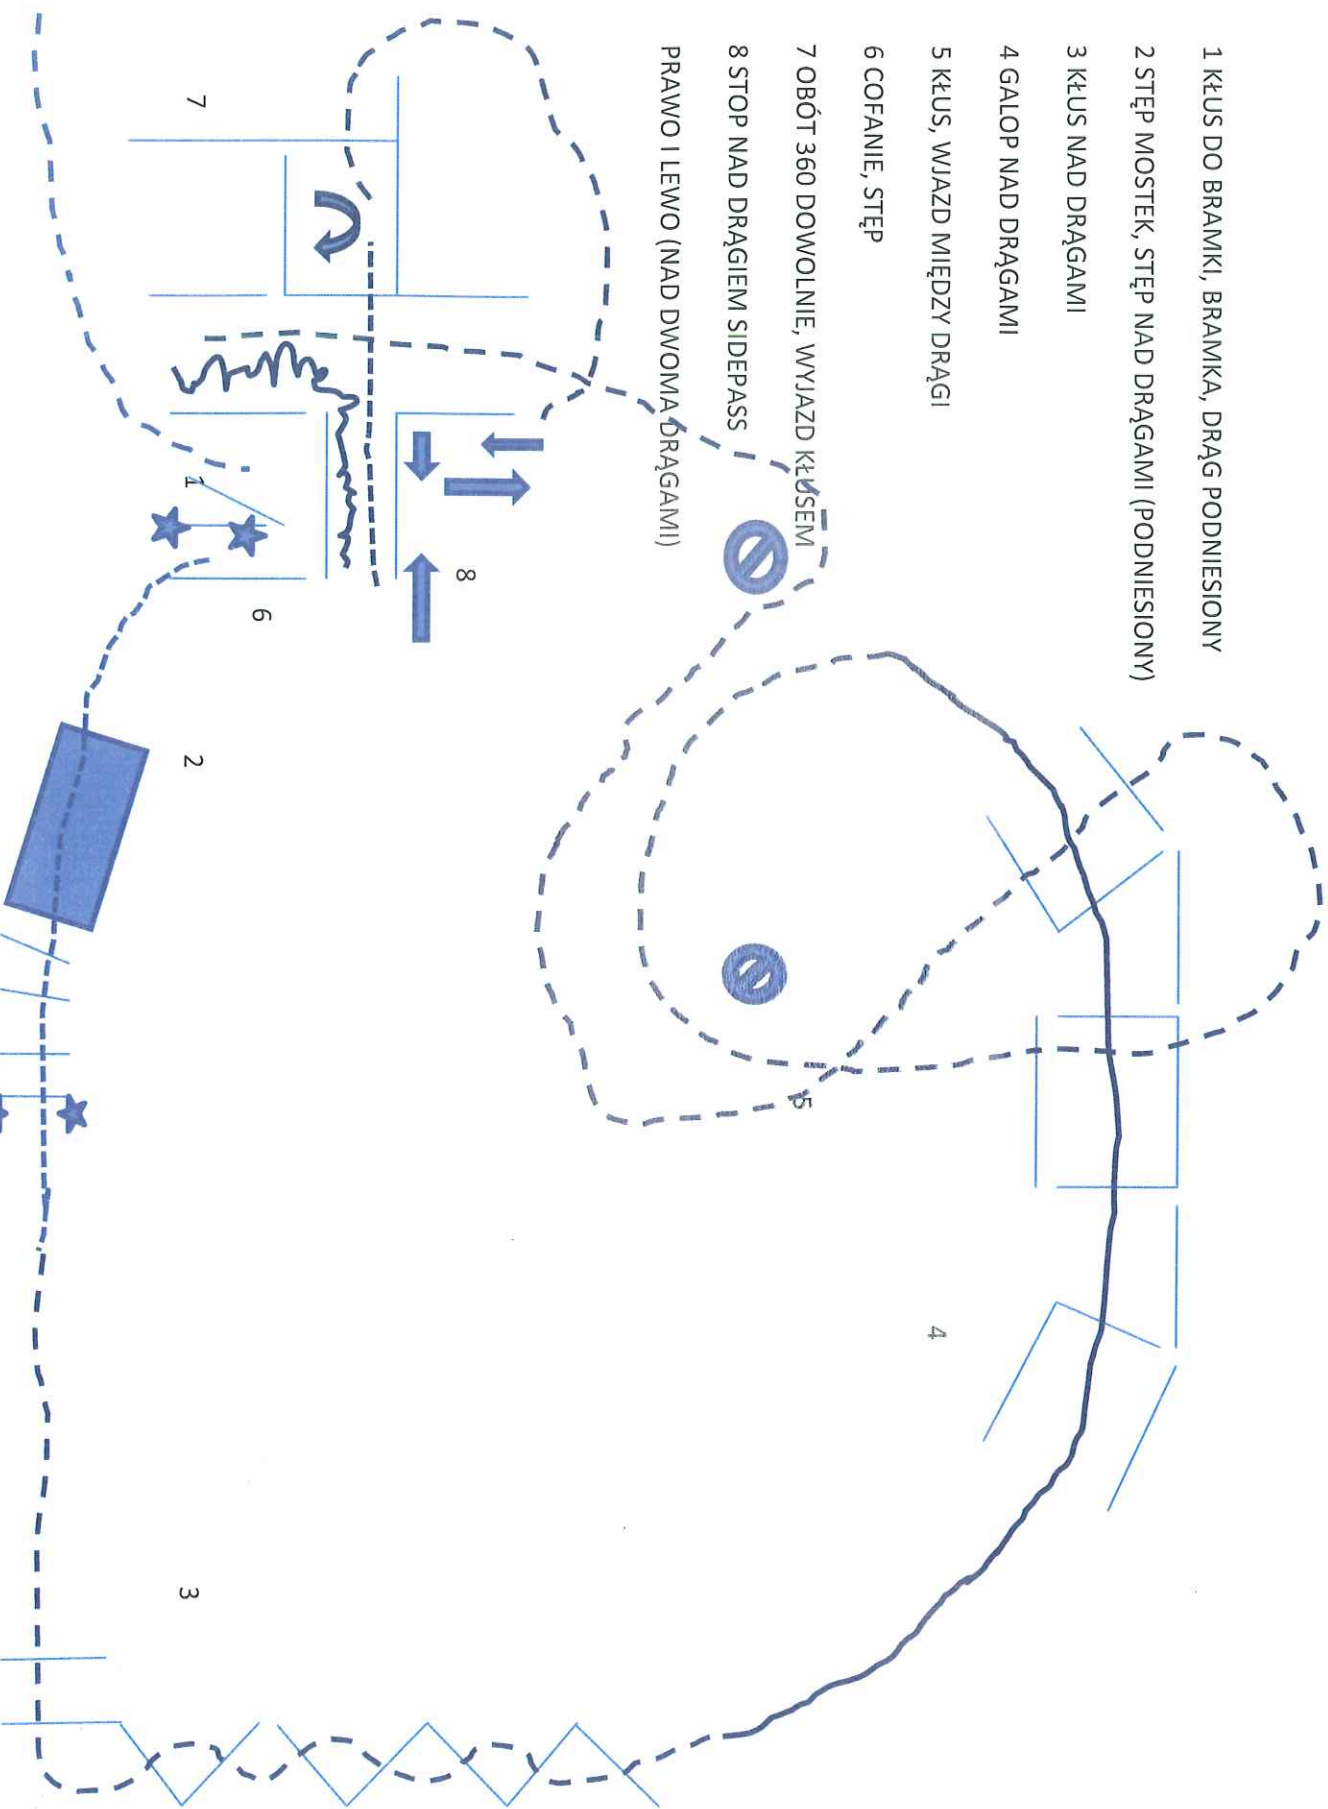 1 KŁUS DO BRAMKI, BRAMKA, DRĄG PODNIESIONY
2 STĘP MOSTEK, STĘP NAD DRĄGAMI (PODNIESIONY)
3 KŁUS NAD DRĄGAMI
4 GALOP NAD DRĄGAMI
5 KŁUS, WJAZD MIĘDZY DRĄGI
6 COFANIE, STĘP
7 OBÓT 360 DOWOLNIE, WYJAZD KŁUSEM
8 STOP NAD DRĄGIEM SIDEPASS
PRAWO I LEWO (NAD DWOMA DRĄGAMI)
7
1
8
6
2
5
4
3